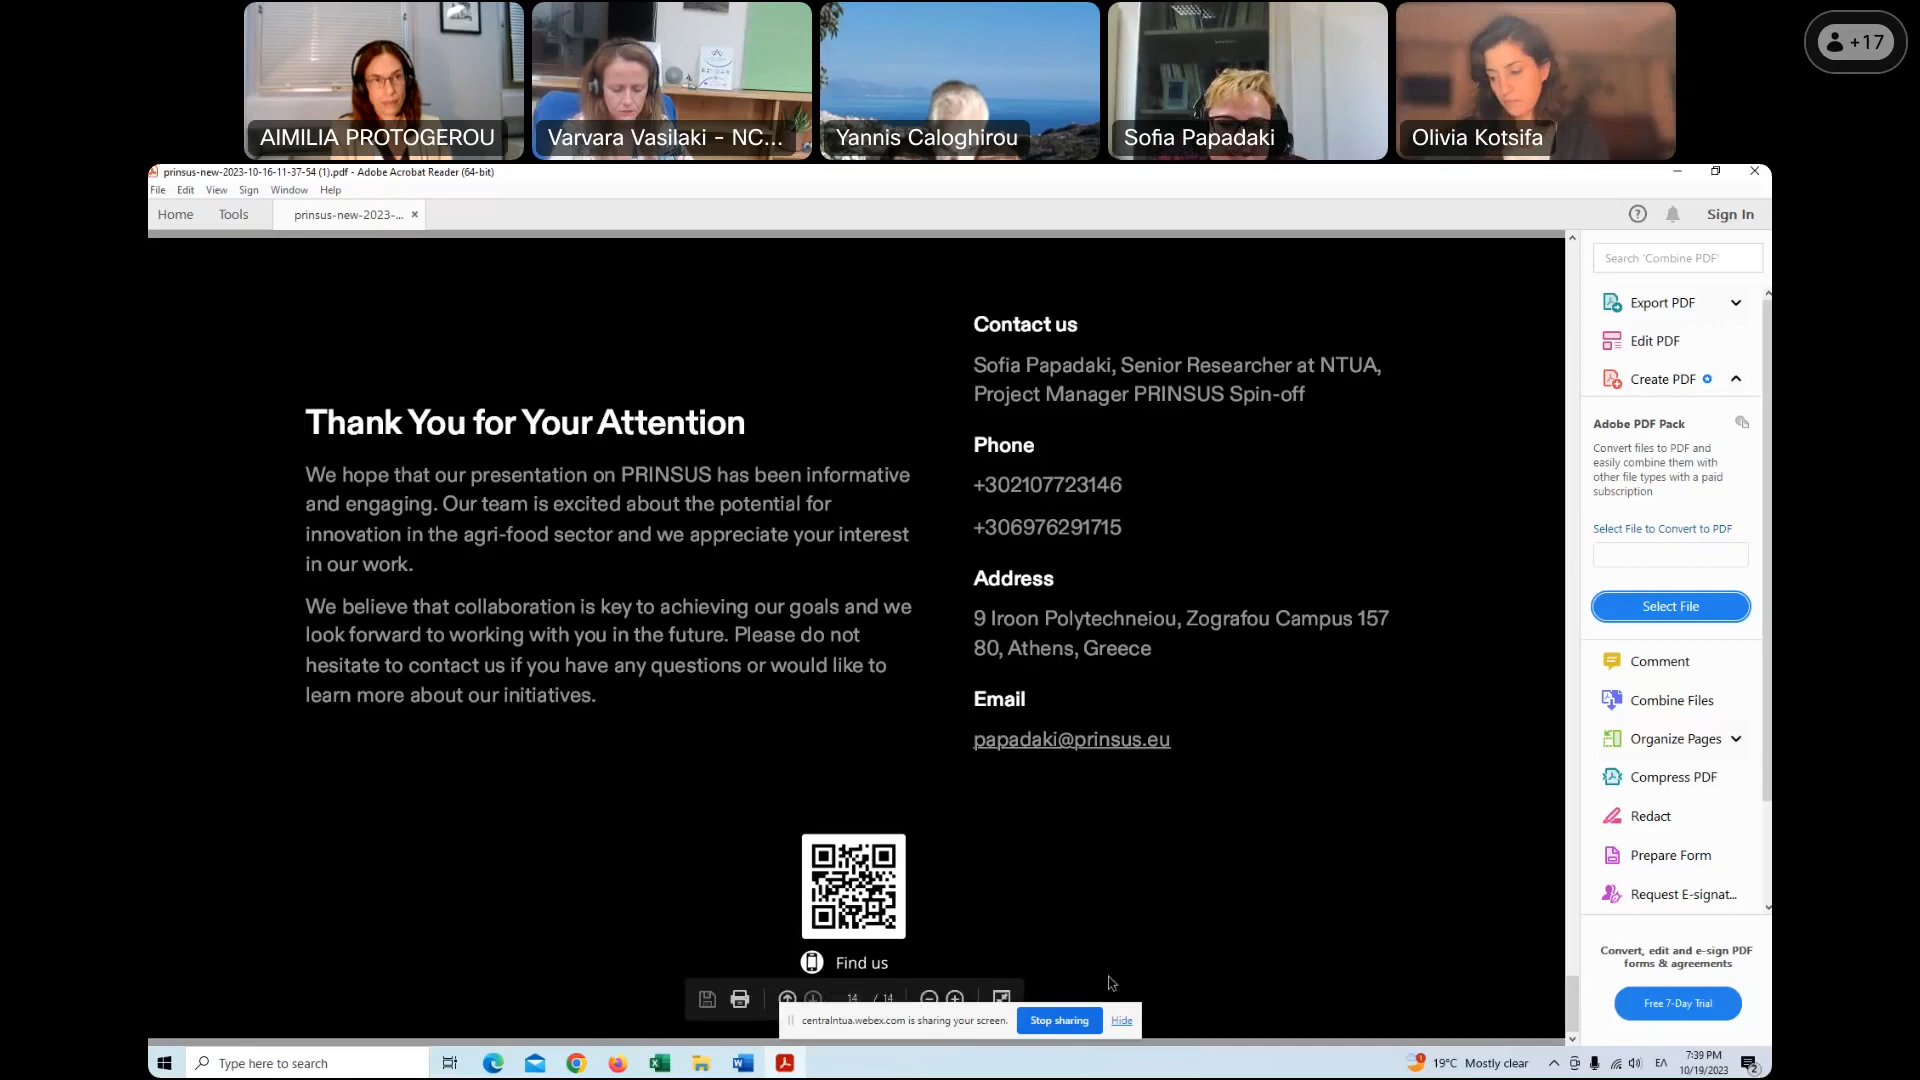 AIMILIA PROTOGEROU
Varvara Vasilaki - NC...
Yannis Caloghirou
Sofia Papadaki
Olivia Kotsifa
+17
prinsus-new-2023-10-16-11-37-54 (1).pdf - Adobe Acrobat Reader (64-bit)
File Edit View Sign Window Help
Home Tools prinsus-new-2023-... × Sign In
Search 'Combine PDF'
Export PDF
Edit PDF
Create PDF
Adobe PDF Pack
Convert files to PDF and
easily combine them with
other file types with a paid
subscription
Select File to Convert to PDF
Select File
Comment
Combine Files
Organize Pages
Compress PDF
Redact
Prepare Form
Request E-signat...
Convert, edit and e-sign PDF
forms & agreements
Free 7-Day Trial
Thank You for Your Attention
We hope that our presentation on PRINSUS has been informative
and engaging. Our team is excited about the potential for
innovation in the agri-food sector and we appreciate your interest
in our work.
We believe that collaboration is key to achieving our goals and we
look forward to working with you in the future. Please do not
hesitate to contact us if you have any questions or would like to
learn more about our initiatives.
Contact us
Sofia Papadaki, Senior Researcher at NTUA,
Project Manager PRINSUS Spin-off
Phone
+302107723146
+306976291715
Address
9 Iroon Polytechneiou, Zografou Campus 157
80, Athens, Greece
Email
papadaki@prinsus.eu
Find us
14 / 14
centralntua.webex.com is sharing your screen. Stop sharing Hide
Type here to search
19°C Mostly clear
ΕΛ
7:39 PM
10/19/2023
2